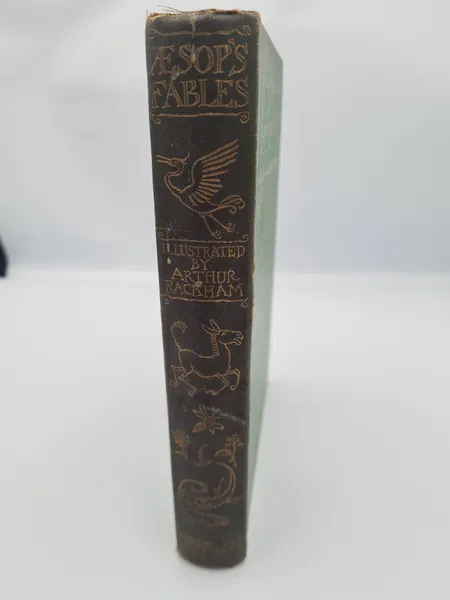 ÆSOP'S
FABLES
ILLUSTRATED
BY
ARTHUR
RACKHAM